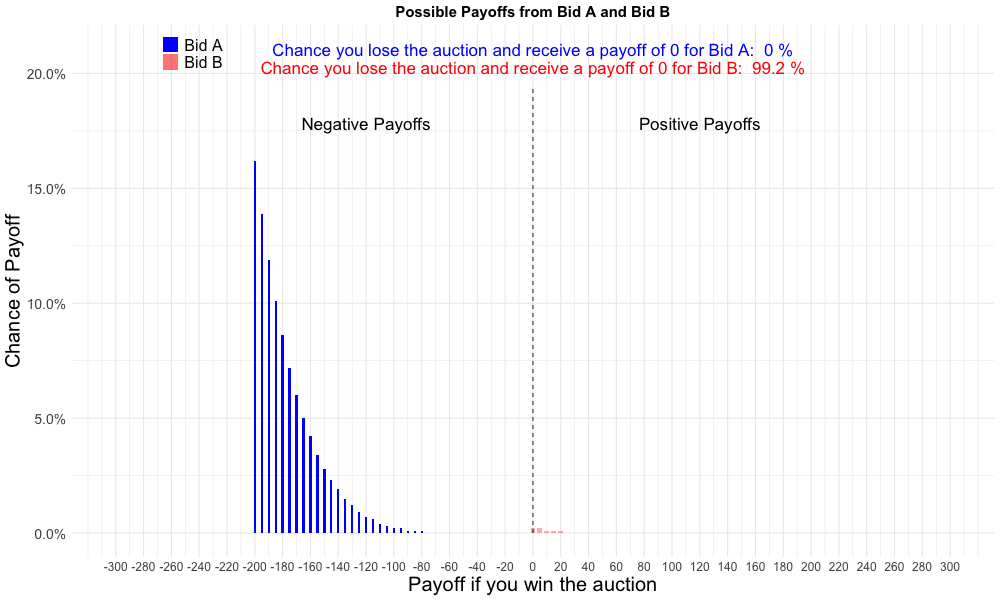 Possible Payoffs from Bid A and Bid B
Bid A
Bid B
Chance you lose the auction and receive a payoff of 0 for Bid A:  0 %
Chance you lose the auction and receive a payoff of 0 for Bid B:  99.2 %
Negative Payoffs
Positive Payoffs
Chance of Payoff
20.0%
15.0%
10.0%
5.0%
0.0%
-300 -280 -260 -240 -220 -200 -180 -160 -140 -120 -100 -80 -60 -40 -20 0 20 40 60 80 100 120 140 160 180 200 220 240 260 280 300
Payoff if you win the auction